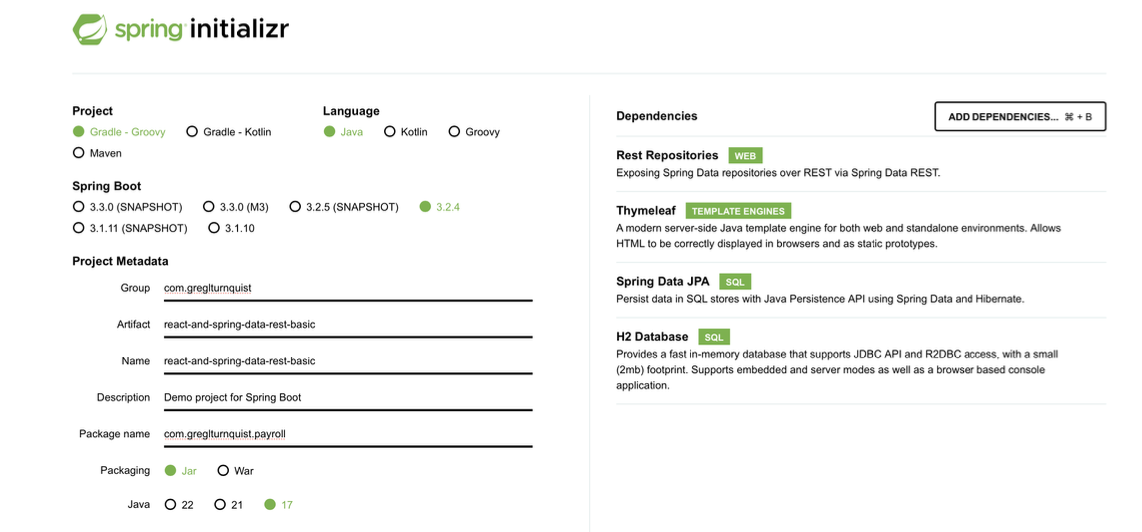 spring initializr
Project
Gradle - Groovy Gradle - Kotlin
Maven
Language
Java Kotlin Groovy
Spring Boot
3.3.0 (SNAPSHOT) 3.3.0 (M3) 3.2.5 (SNAPSHOT) 3.2.4
3.1.11 (SNAPSHOT) 3.1.10
Project Metadata
Group com.greglturnquist
Artifact react-and-spring-data-rest-basic
Name react-and-spring-data-rest-basic
Description Demo project for Spring Boot
Package name com.greglturnquist.payroll
Packaging Jar War
Java 22 21 17
Dependencies ADD DEPENDENCIES... ⌘ + B
Rest Repositories WEB
Exposing Spring Data repositories over REST via Spring Data REST.
Thymeleaf TEMPLATE ENGINES
A modern server-side Java template engine for both web and standalone environments. Allows
HTML to be correctly displayed in browsers and as static prototypes.
Spring Data JPA SQL
Persist data in SQL stores with Java Persistence API using Spring Data and Hibernate.
H2 Database SQL
Provides a fast in-memory database that supports JDBC API and R2DBC access, with a small
(2mb) footprint. Supports embedded and server modes as well as a browser based console
application.